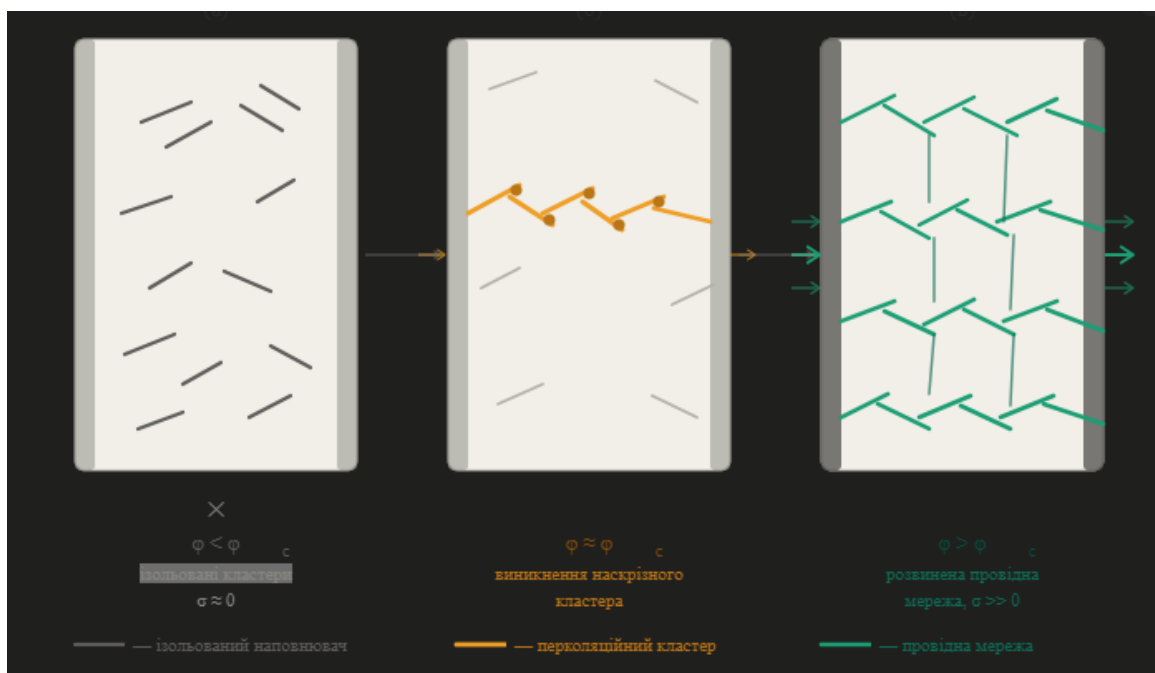 φ < φ c
ізольовані кластери
σ ≈ 0
φ ≈ φ c
виникнення наскрізного
кластера
φ > φ c
розвинена провідна
мережа, σ >> 0
— ізольований наповнювач
— перколяційний кластер
— провідна мережа